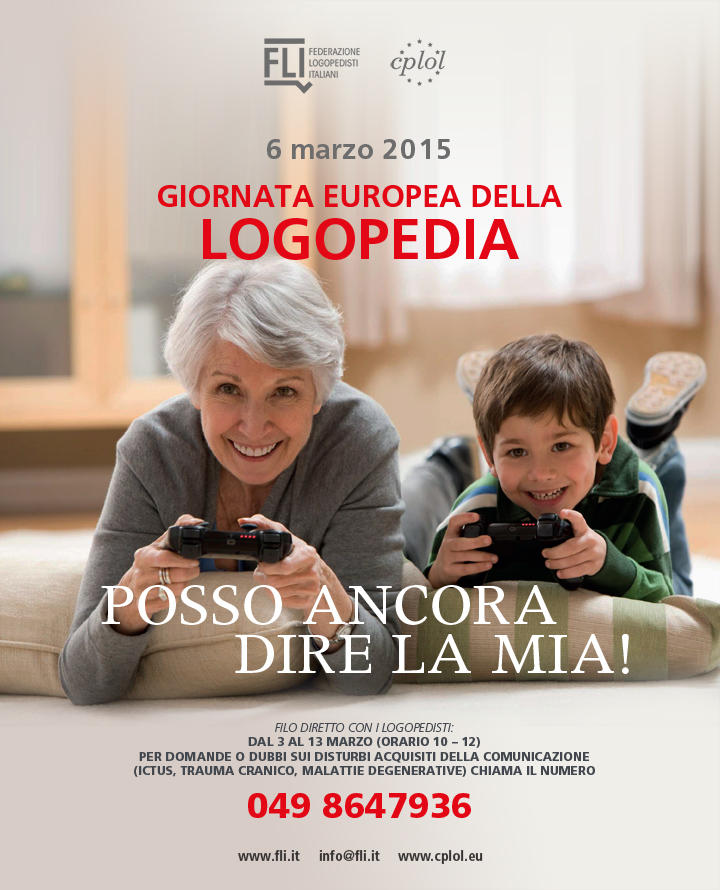 FLI
FEDERAZIONE
LOGOPEDISTI
ITALIANI
cplol
6 marzo 2015
GIORNATA EUROPEA DELLA
LOGOPEDIA
POSSO ANCORA
DIRE LA MIA!
FILO DIRETTO CON I LOGOPEDISTI:
DAL 3 AL 13 MARZO (ORARIO 10 – 12)
PER DOMANDE O DUBBI SUI DISTURBI ACQUISITI DELLA COMUNICAZIONE
(ICTUS, TRAUMA CRANICO, MALATTIE DEGENERATIVE) CHIAMA IL NUMERO
049 8647936
www.fli.it info@fli.it www.cplol.eu